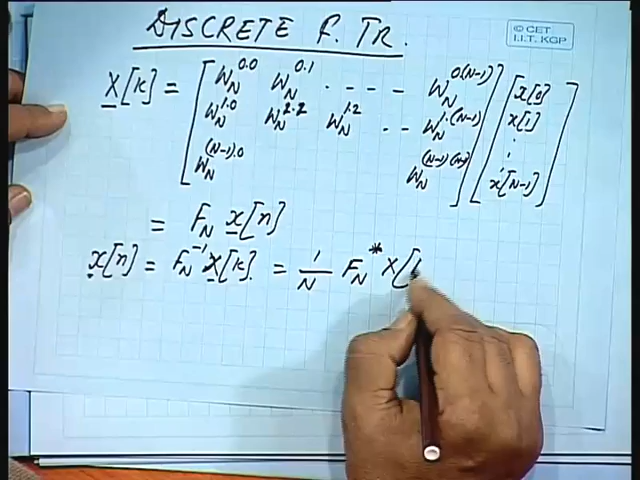 DISCRETE F. TR.
© CET
I.I.T. KGP
X[k] = [ W_N^{0.0} W_N^{0.1} . - - - W_N^{0(N-1)} ] [ x[0]
W_N^{1.0} W_N^{2.2} W_N^{1.2} . - - W_N^{1.(N-1)} x[1]
W_N^{(N-1).0} W_N^{(N-1)(N-1)} x[N-1] ]
= F_N x[n]
x[n] = F_N^{-1} X[k]. = 1/N F_N^* X[